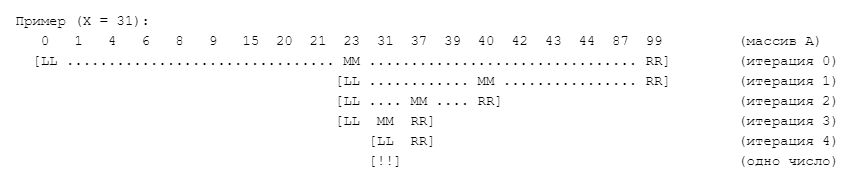 Пример (X = 31):
0 1 4 6 8 9 15 20 21 23 31 37 39 40 42 43 44 87 99 (массив A)
[LL ................................ MM ................................ RR] (итерация 0)
[LL ............ MM ................ RR] (итерация 1)
[LL .... MM .... RR] (итерация 2)
[LL MM RR] (итерация 3)
[LL RR] (итерация 4)
[!!] (одно число)